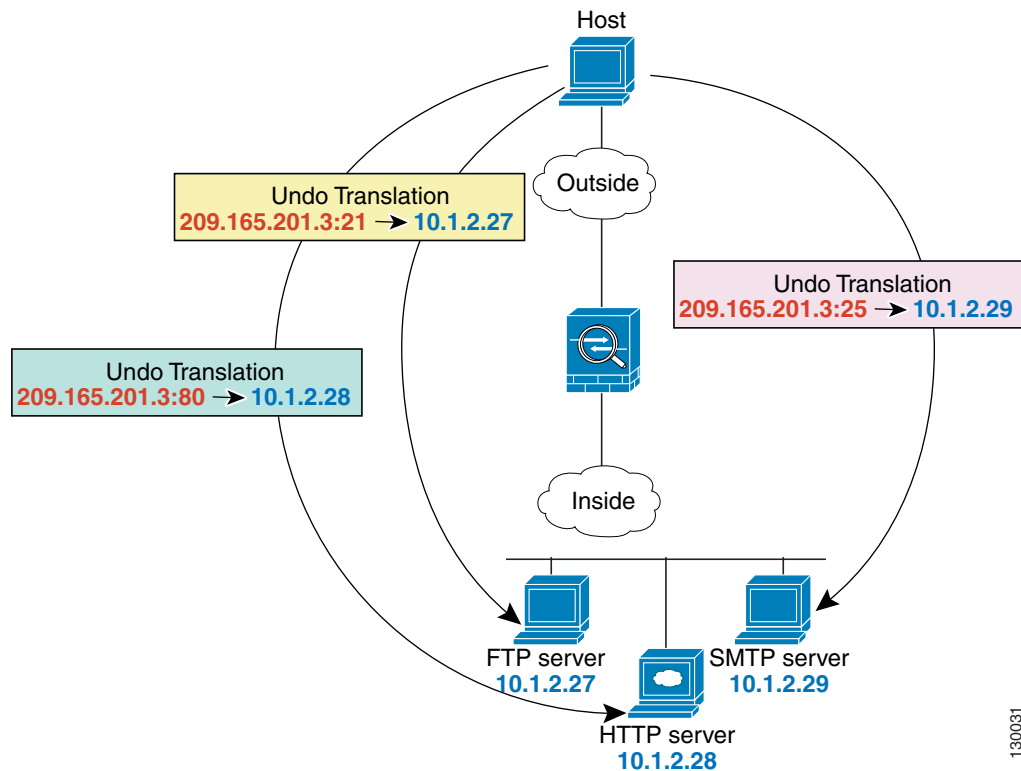 Host
Outside
Undo Translation
209.165.201.3:21 → 10.1.2.27
Undo Translation
209.165.201.3:25 → 10.1.2.29
Undo Translation
209.165.201.3:80 → 10.1.2.28
Inside
FTP server
10.1.2.27
SMTP server
10.1.2.29
HTTP server
10.1.2.28
130031